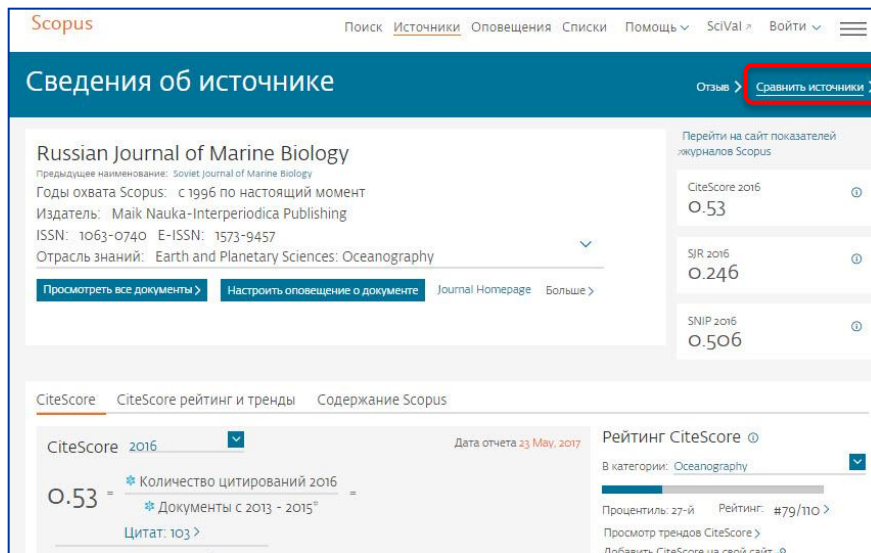 Scopus
Поиск Источники Оповещения Списки Помощь SciVal Войти
Сведения об источнике
Отзыв Сравнить источники
Russian Journal of Marine Biology
Предыдущее наименование: Soviet Journal of Marine Biology
Годы охвата Scopus: с 1996 по настоящий момент
Издатель: Maik Nauka-Interperiodica Publishing
ISSN: 1063-0740 E-ISSN: 1573-9457
Отрасль знаний: Earth and Planetary Sciences: Oceanography
Просмотреть все документы Настроить оповещение о документе Journal Homepage Больше
Перейти на сайт показателей
журналов Scopus
CiteScore 2016
0.53
SJR 2016
0.246
SNIP 2016
0.506
CiteScore CiteScore рейтинг и тренды Содержание Scopus
CiteScore 2016 Дата отчета 23 May, 2017
0.53 = Количество цитирований 2016 =
* Документы с 2013 - 2015*
Цитат: 103 >
Рейтинг CiteScore
В категории: Oceanography
Процентиль: 27-й Рейтинг: #79/110 >
Просмотр трендов CiteScore >
Добавить CiteScore на свой сайт